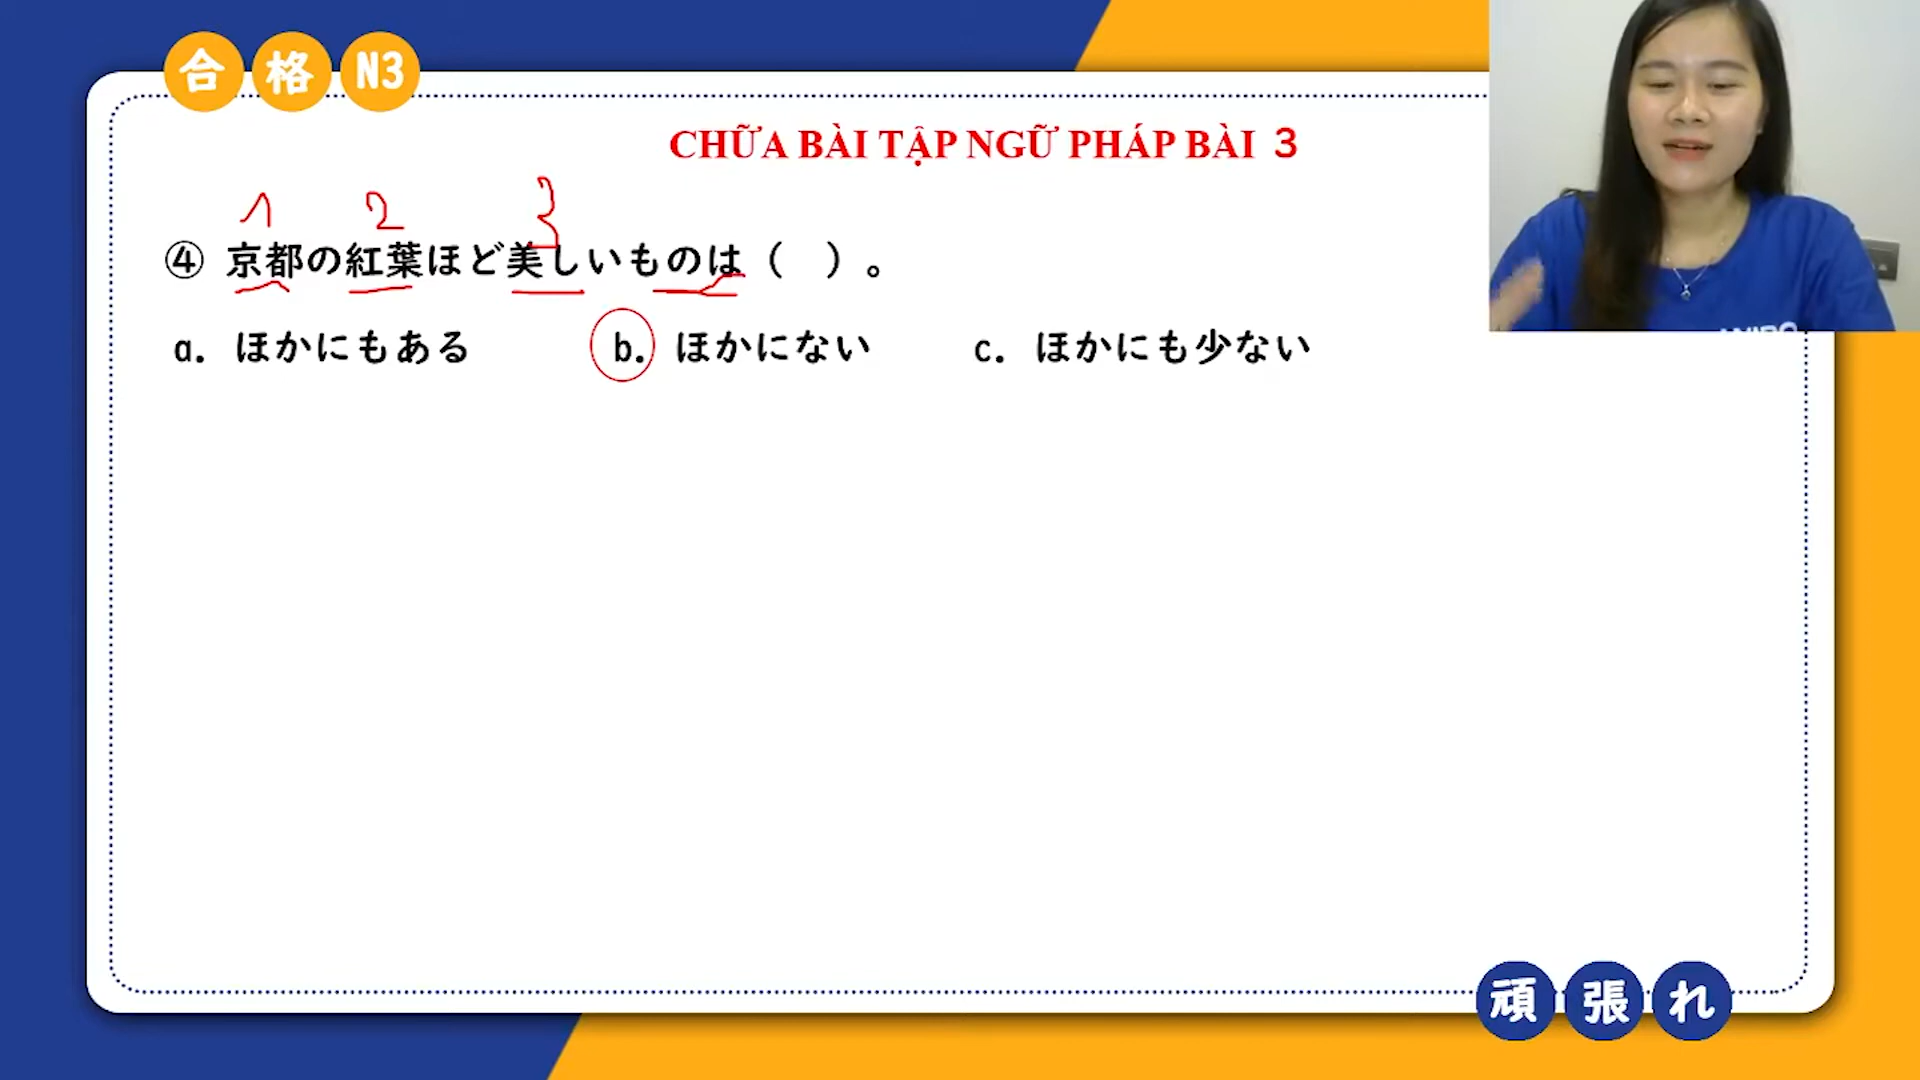 合格N3
CHỮA BÀI TẬP NGỮ PHÁP BÀI 3
1 2 3
④ 京都の紅葉ほど美しいものは（　）。
a. ほかにもある b. ほかにない c. ほかにも少ない
頑張れ